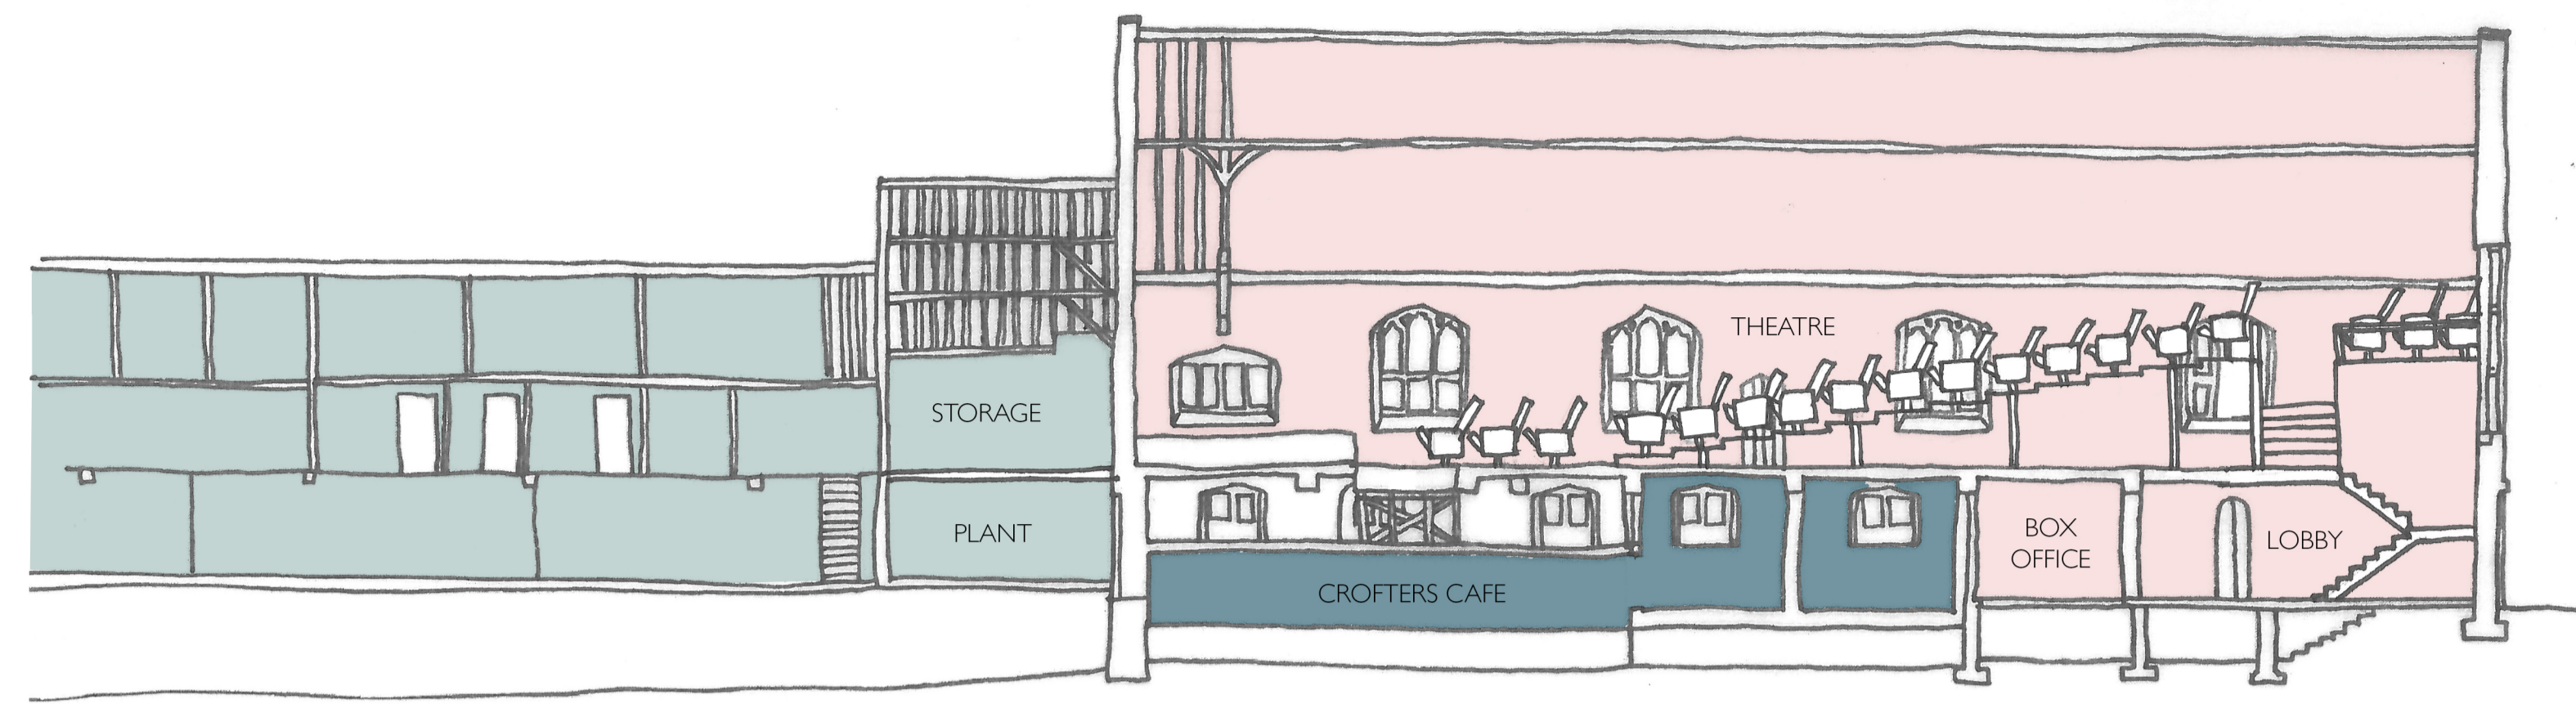 THEATRE
STORAGE
PLANT
CROFTERS CAFE
BOX
OFFICE
LOBBY